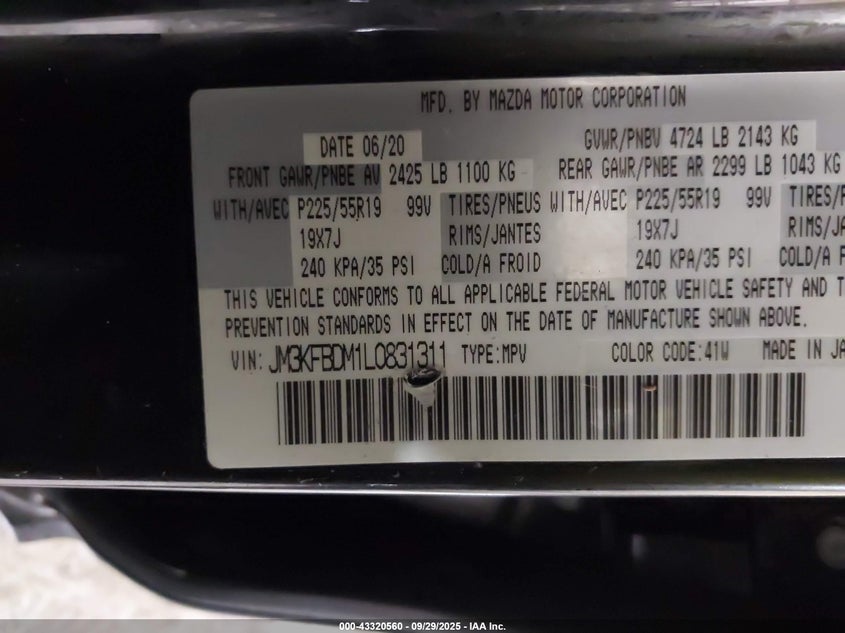 MFD. BY MAZDA MOTOR CORPORATION
DATE 06/20 GVWR/PNBV 4724 LB 2143 KG
FRONT GAWR/PNBE AV 2425 LB 1100 KG REAR GAWR/PNBE AR 2299 LB 1043 KG
WITH/AVEC P225/55R19 99V TIRES/PNEUS WITH/AVEC P225/55R19 99V TIRES/P
19X7J RIMS/JANTES 19X7J RIMS/JA
240 KPA/35 PSI COLD/A FROID 240 KPA/35 PSI COLD/A F
THIS VEHICLE CONFORMS TO ALL APPLICABLE FEDERAL MOTOR VEHICLE SAFETY AND T
PREVENTION STANDARDS IN EFFECT ON THE DATE OF MANUFACTURE SHOWN ABOVE.
VIN: JM3KFBDM1L0831311 TYPE:MPV COLOR CODE:41W MADE IN JA
000-43320560 - 09/29/2025 - IAA Inc.